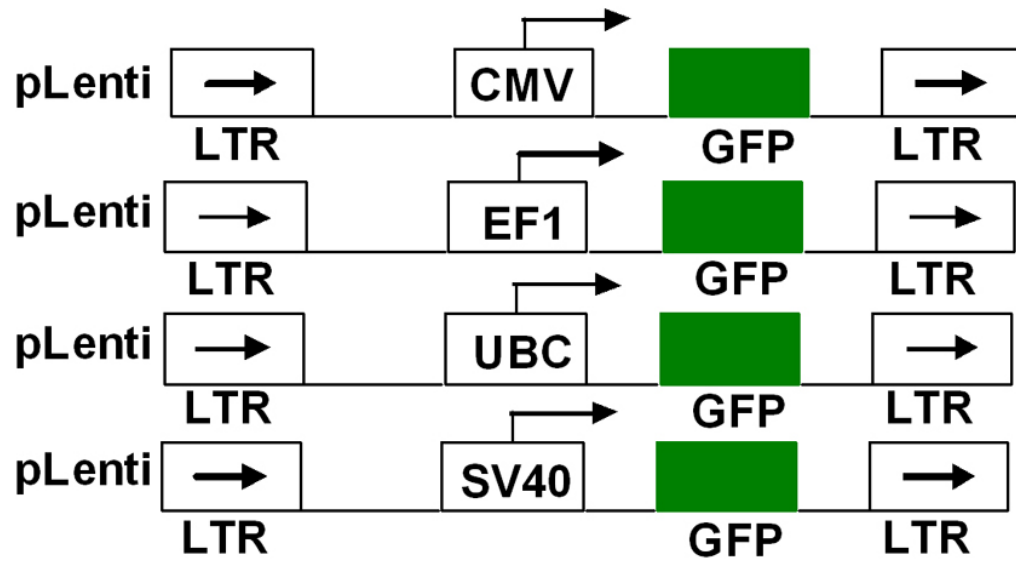 pLenti CMV
LTR GFP LTR
pLenti EF1
LTR GFP LTR
pLenti UBC
LTR GFP LTR
pLenti SV40
LTR GFP LTR